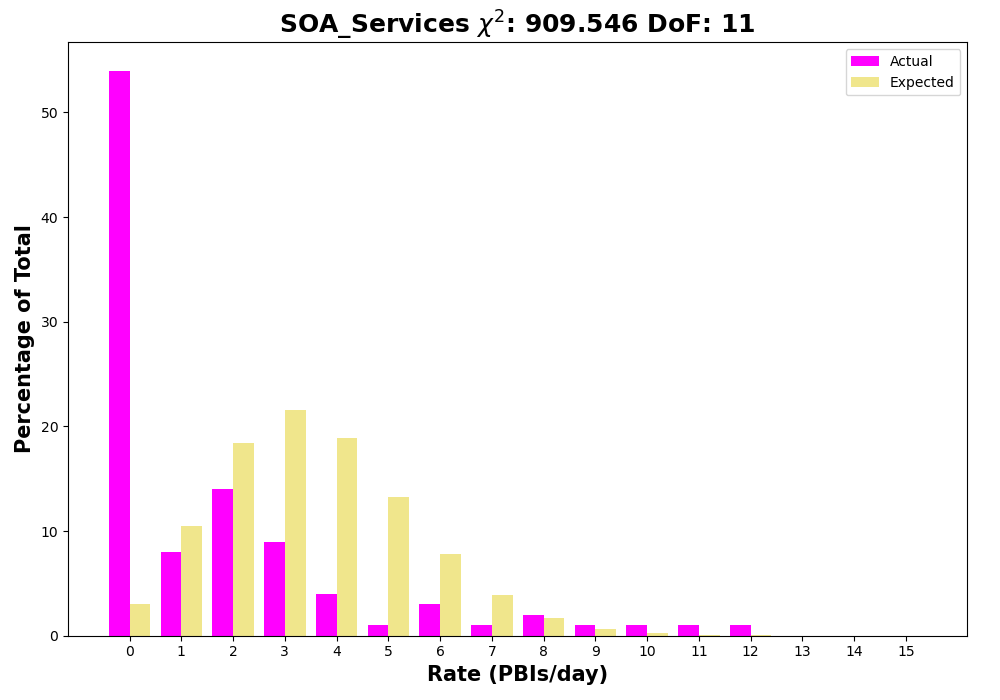 SOA_Services χ²: 909.546 DoF: 11
Actual
Expected
Percentage of Total
50
40
30
20
10
0
0 1 2 3 4 5 6 7 8 9 10 11 12 13 14 15
Rate (PBIs/day)